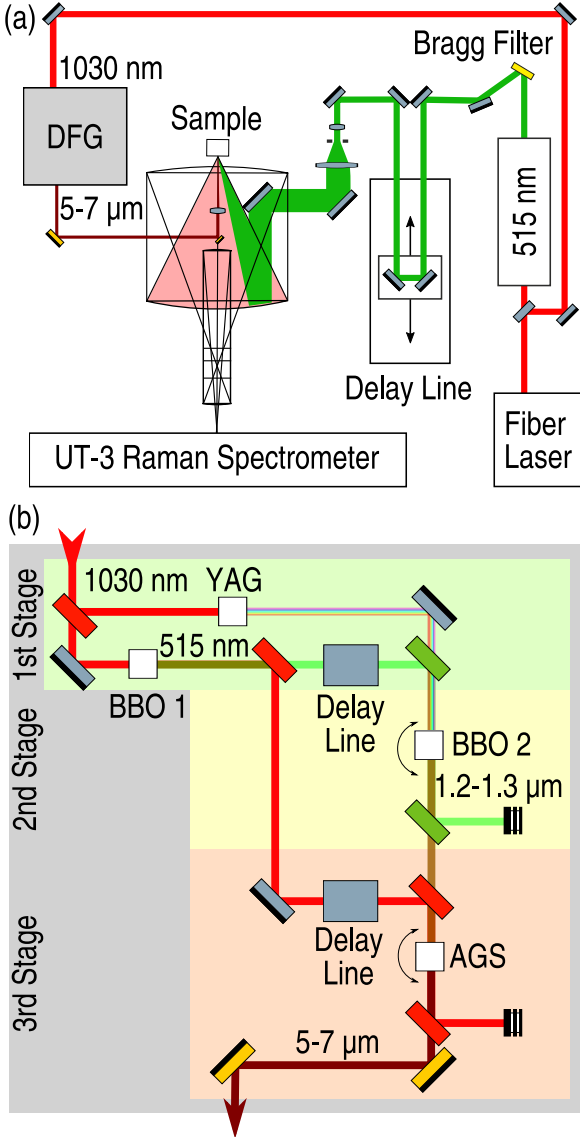 (a)
Bragg Filter
1030 nm
DFG
Sample
5-7 µm
515 nm
Delay Line
Fiber
Laser
UT-3 Raman Spectrometer
(b)
1st Stage
1030 nm
YAG
515 nm
BBO 1
Delay
Line
2nd Stage
BBO 2
1.2-1.3 µm
3rd Stage
Delay
Line
AGS
5-7 µm